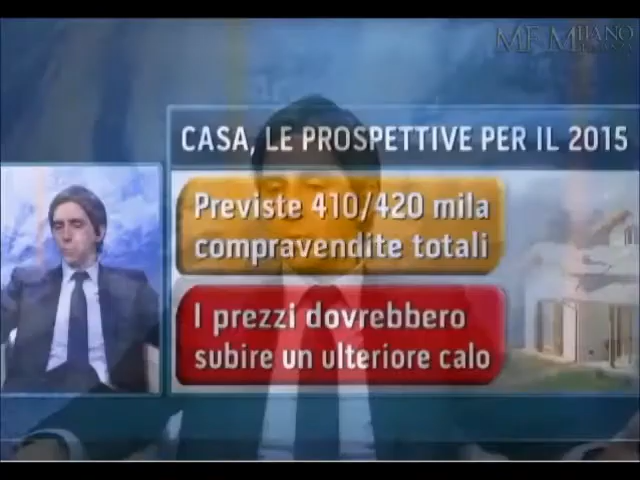 MF MILANO
CASA, LE PROSPETTIVE PER IL 2015
Previste 410/420 mila
compravendite totali
I prezzi dovrebbero
subire un ulteriore calo